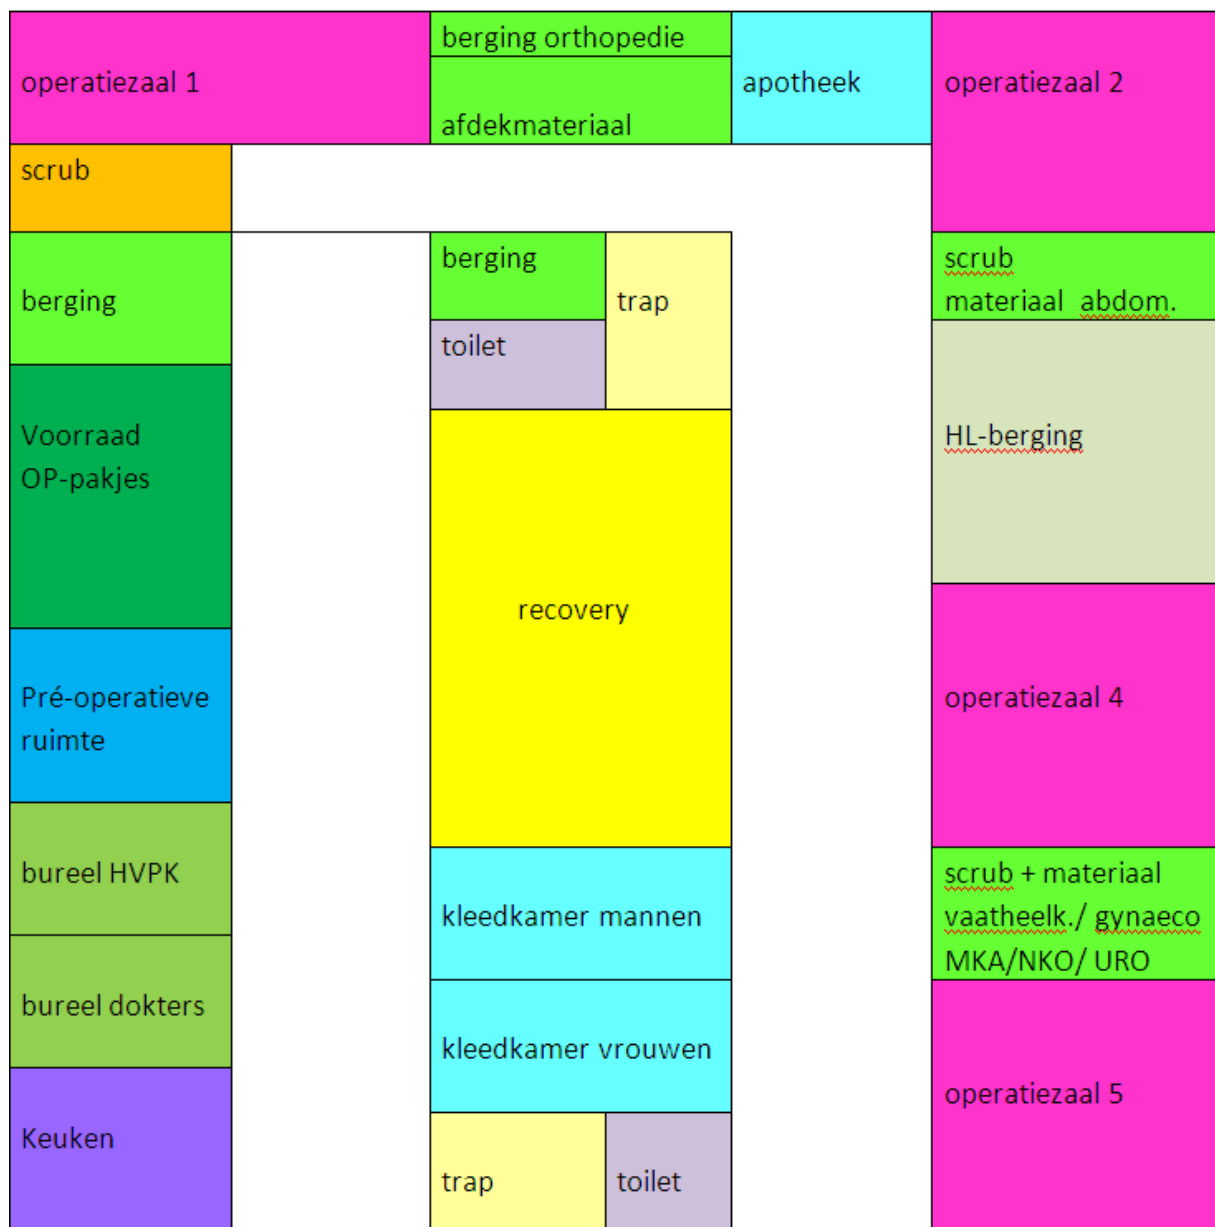 berging orthopedie
operatiezaal 1
apotheek
operatiezaal 2
afdekmateriaal
scrub
berging
berging
trap
toilet
scrub
materiaal abdom.
Voorraad
OP-pakjes
HL-berging
recovery
Pré-operatieve
ruimte
operatiezaal 4
bureel HVPK
kleedkamer mannen
scrub + materiaal
vaatheelk./ gynaeco
MKA/NKO/ URO
bureel dokters
kleedkamer vrouwen
operatiezaal 5
Keuken
trap
toilet